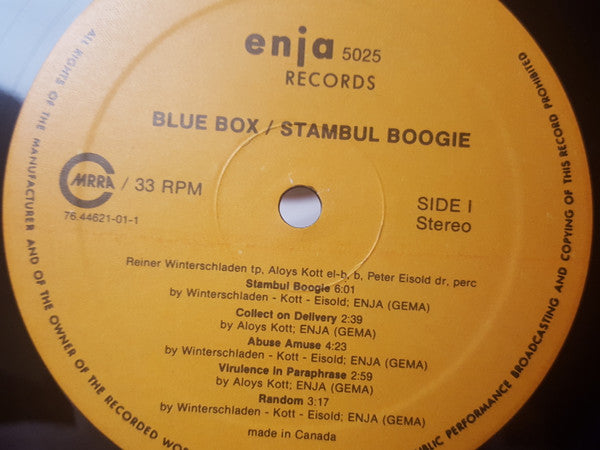 enja 5025
RECORDS
BLUE BOX / STAMBUL BOOGIE
CMRRA / 33 RPM
76.44621-01-1
SIDE I
Stereo
Reiner Winterschladen tp, Aloys Kott el-b, b, Peter Eisold dr, perc
Stambul Boogie 6:01
by Winterschladen - Kott - Eisold; ENJA (GEMA)
Collect on Delivery 2:39
by Aloys Kott; ENJA (GEMA)
Abuse Amuse 4:23
by Winterschladen - Kott - Eisold; ENJA (GEMA)
Virulence in Paraphrase 2:59
by Aloys Kott; ENJA (GEMA)
Random 3:17
by Winterschladen - Kott - Eisold; ENJA (GEMA)
made in Canada
ALL RIGHTS OF THE MANUFACTURER AND OF THE OWNER OF THE RECORDED
PERFORMANCE BROADCASTING AND COPYING OF THIS RECORD PROHIBITED